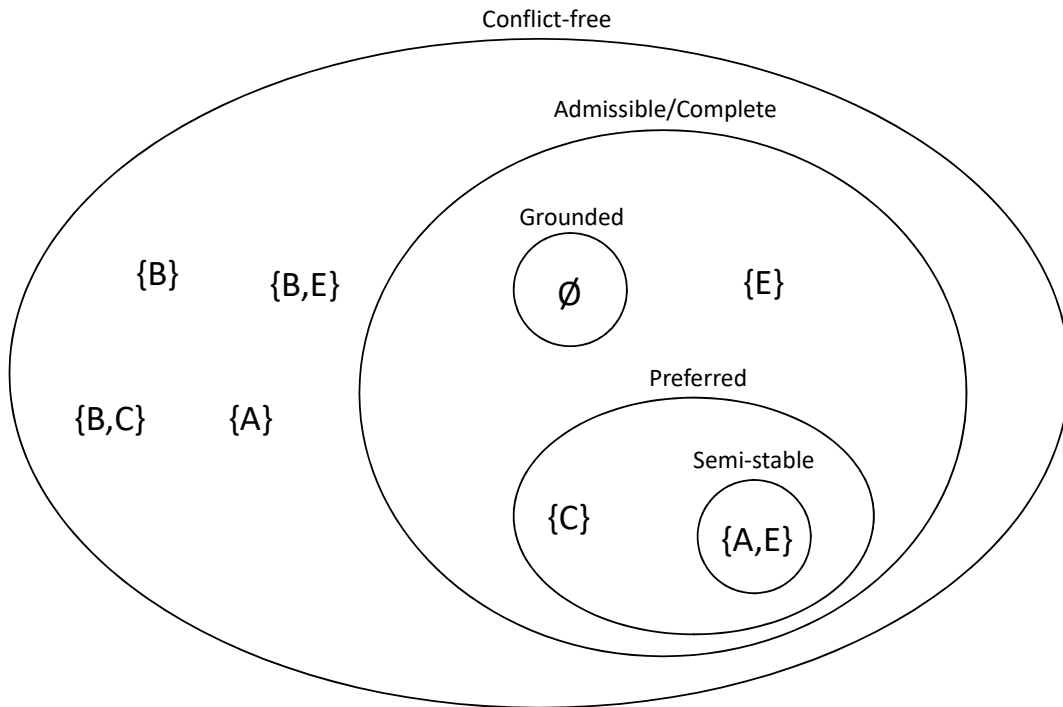 Conflict-free
Admissible/Complete
Grounded
{B}
{B,E}
∅
{E}
Preferred
{B,C}
{A}
Semi-stable
{C}
{A,E}